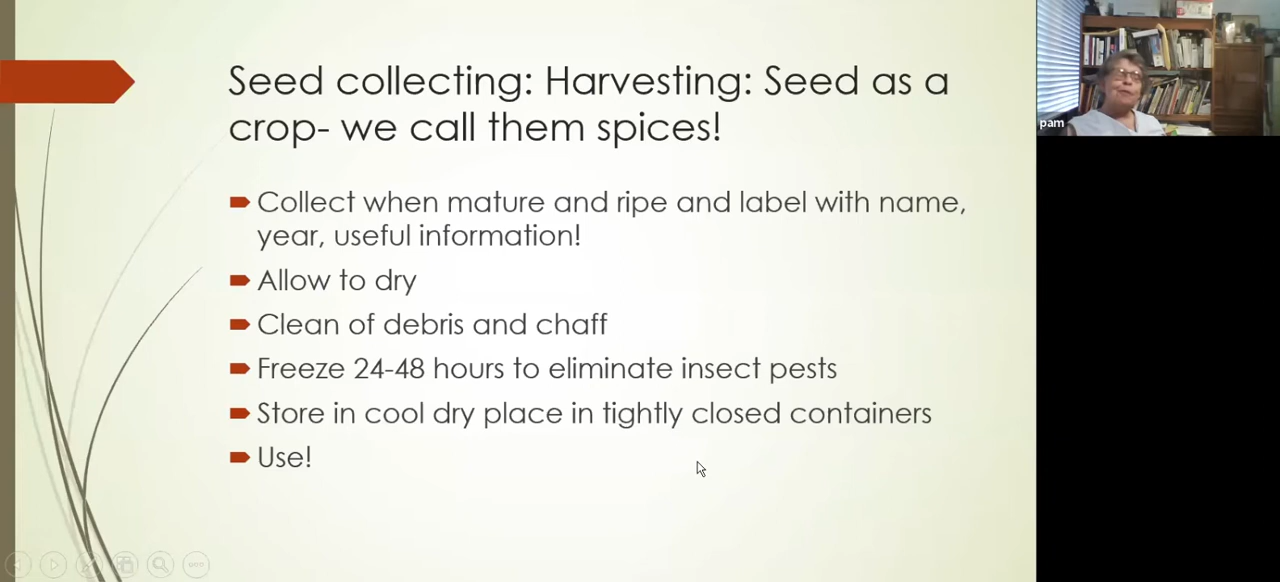 Seed collecting: Harvesting: Seed as a
crop- we call them spices!
Collect when mature and ripe and label with name,
year, useful information!
Allow to dry
Clean of debris and chaff
Freeze 24-48 hours to eliminate insect pests
Store in cool dry place in tightly closed containers
Use!
pam